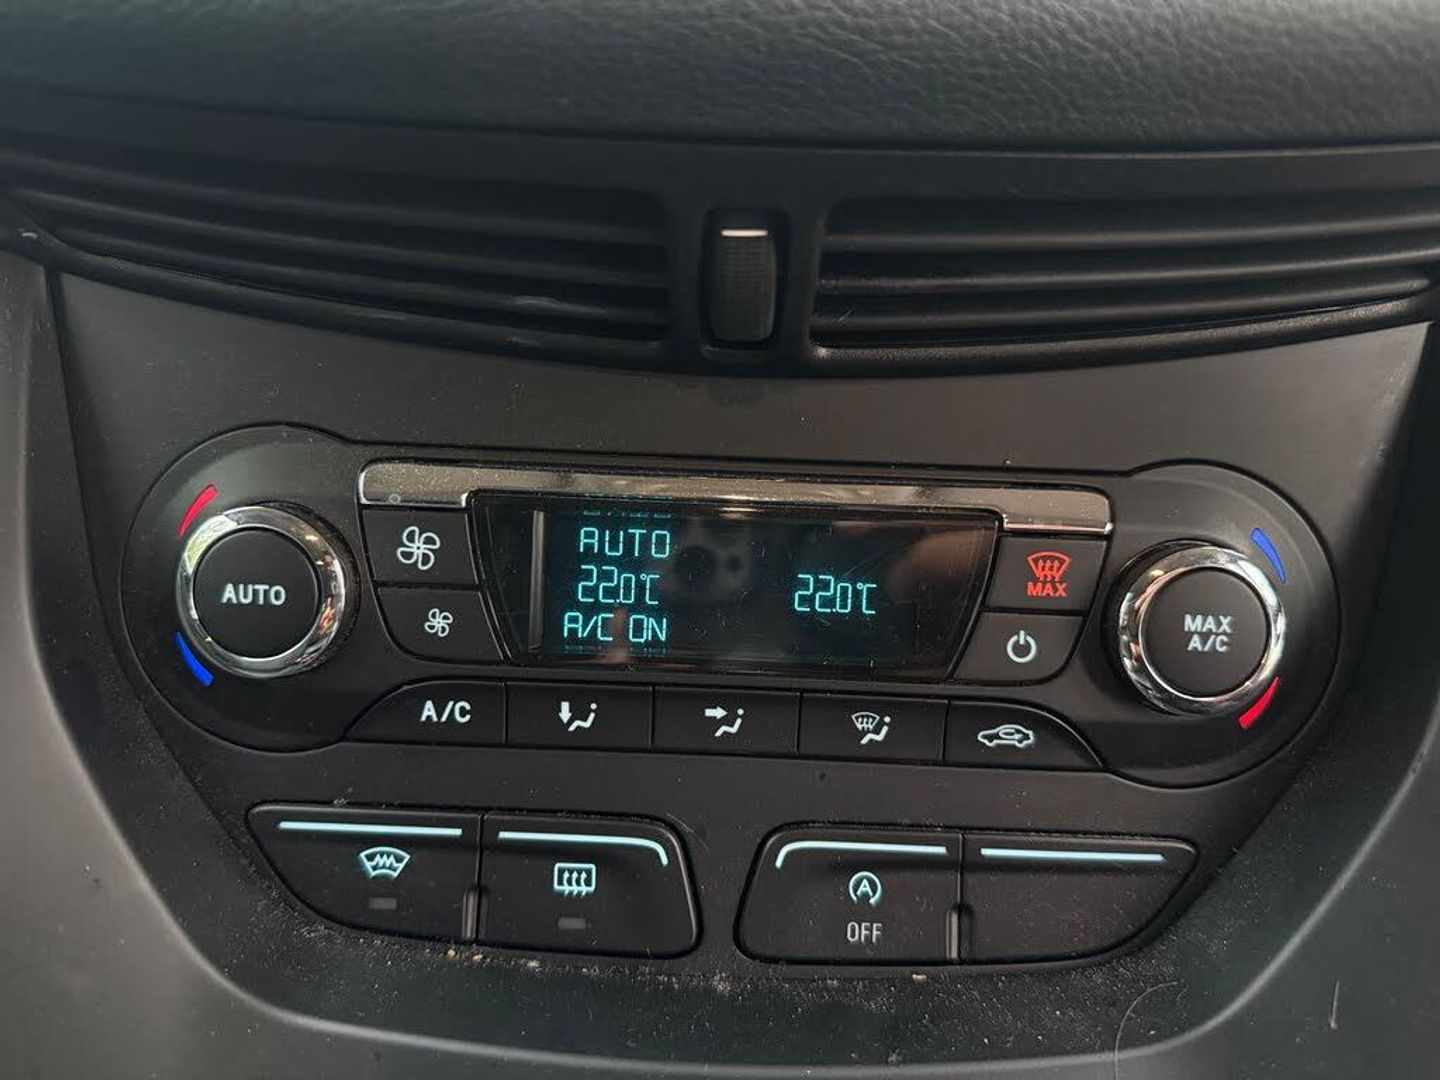 AUTO
AUTO
22.0℃ 22.0℃
A/C ON
MAX
MAX
A/C
A/C
A
OFF